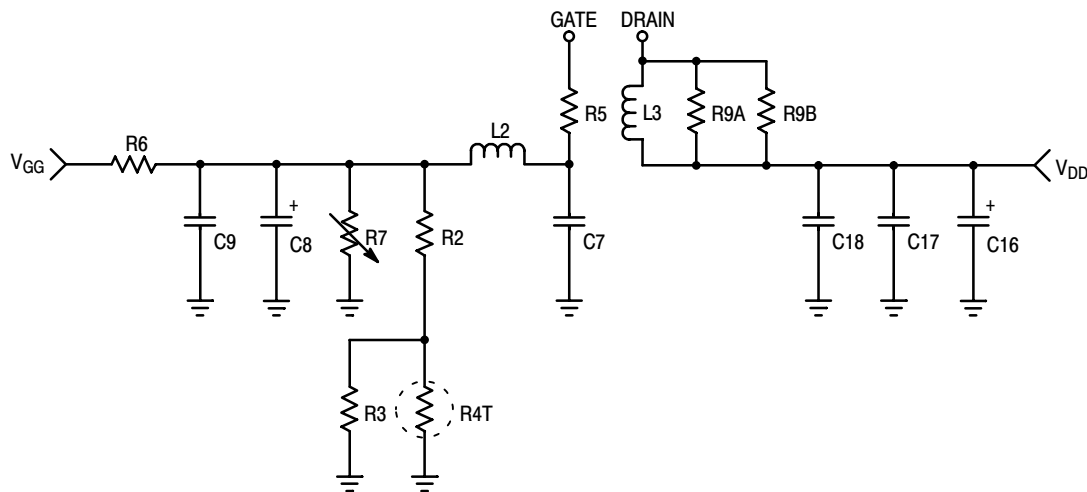 GATE DRAIN
R5 L3 R9A R9B
R6 L2
VGG VDD
+ +
C9 C8 R7 R2 C7 C18 C17 C16
R3 R4T